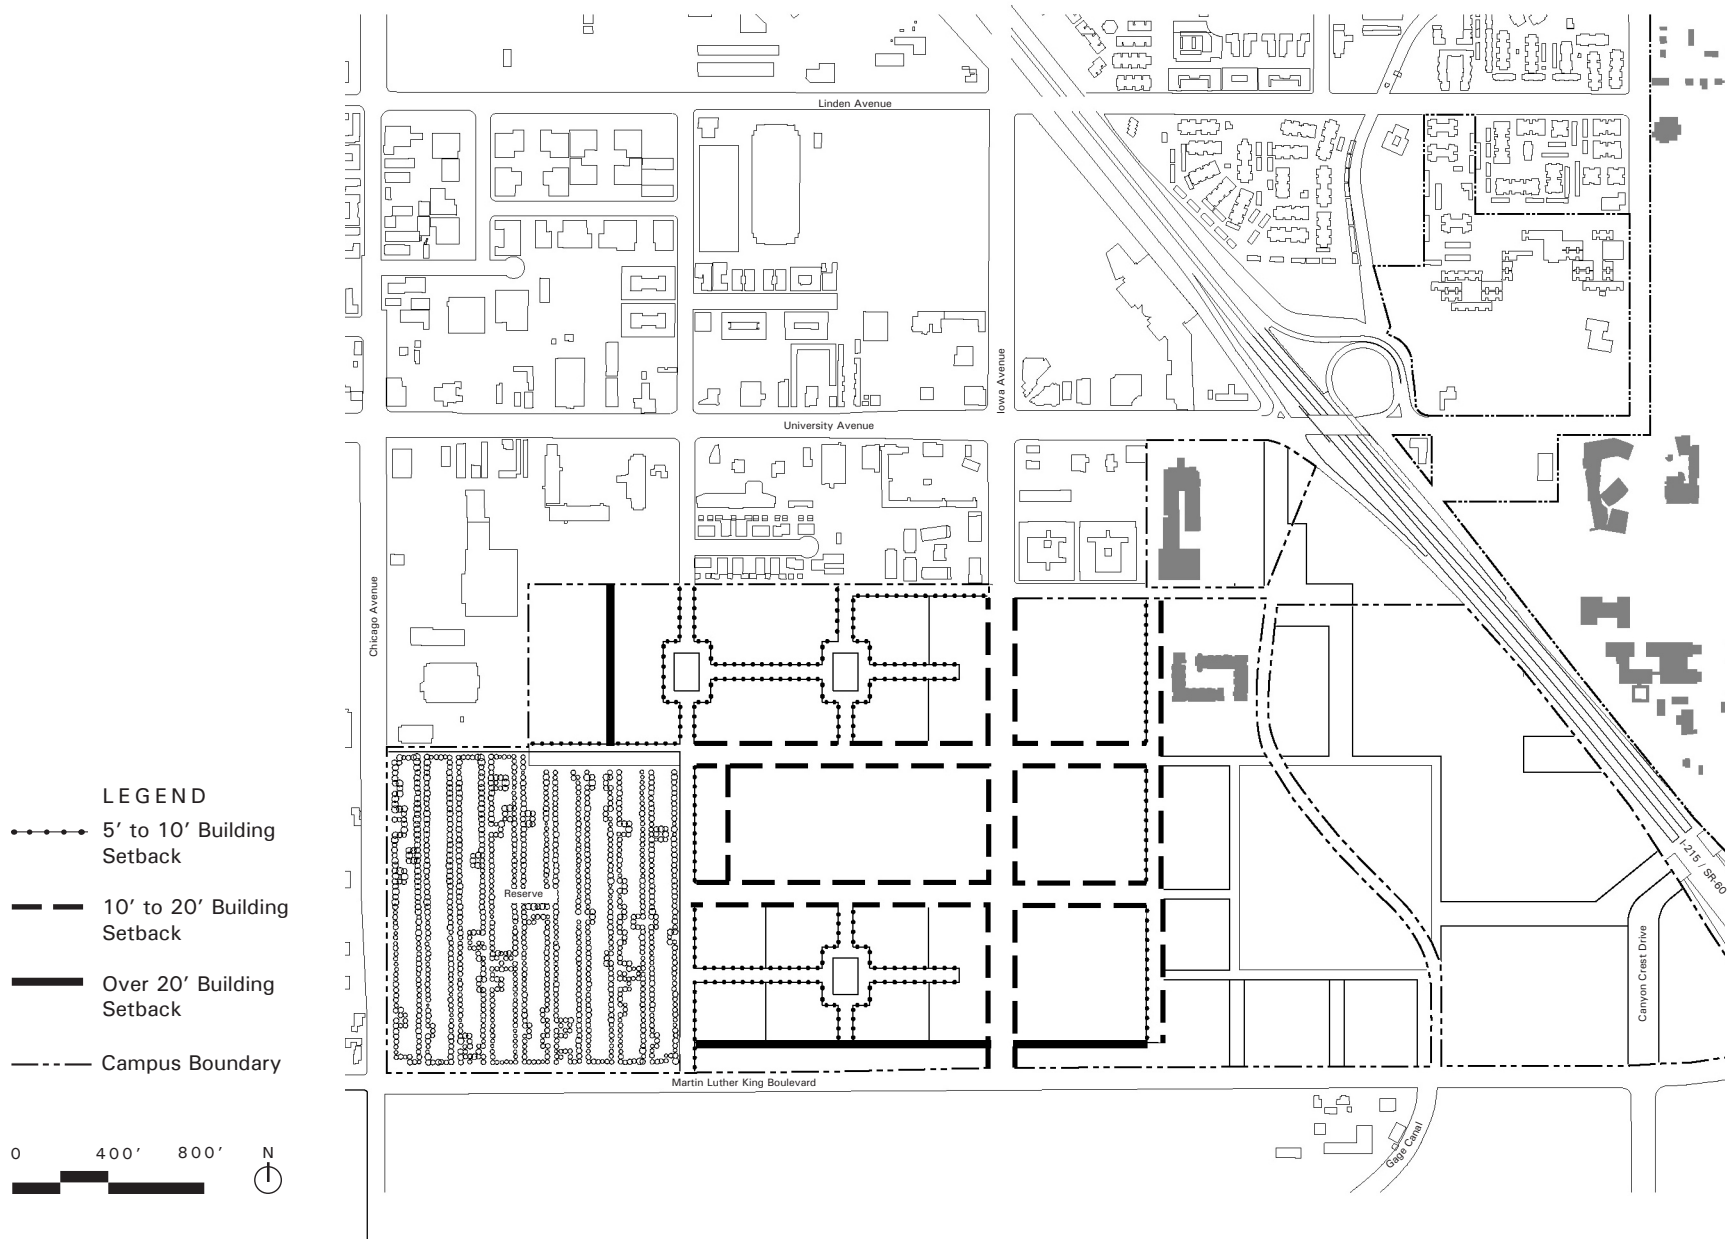 Linden Avenue
Iowa Avenue
University Avenue
Chicago Avenue
LEGEND
5’ to 10’ Building
Setback
10’ to 20’ Building
Setback
Over 20’ Building
Setback
Campus Boundary
Reserve
I-215 / SR-60
Canyon Crest Drive
Martin Luther King Boulevard
Gage Canal
0 400’ 800’ N